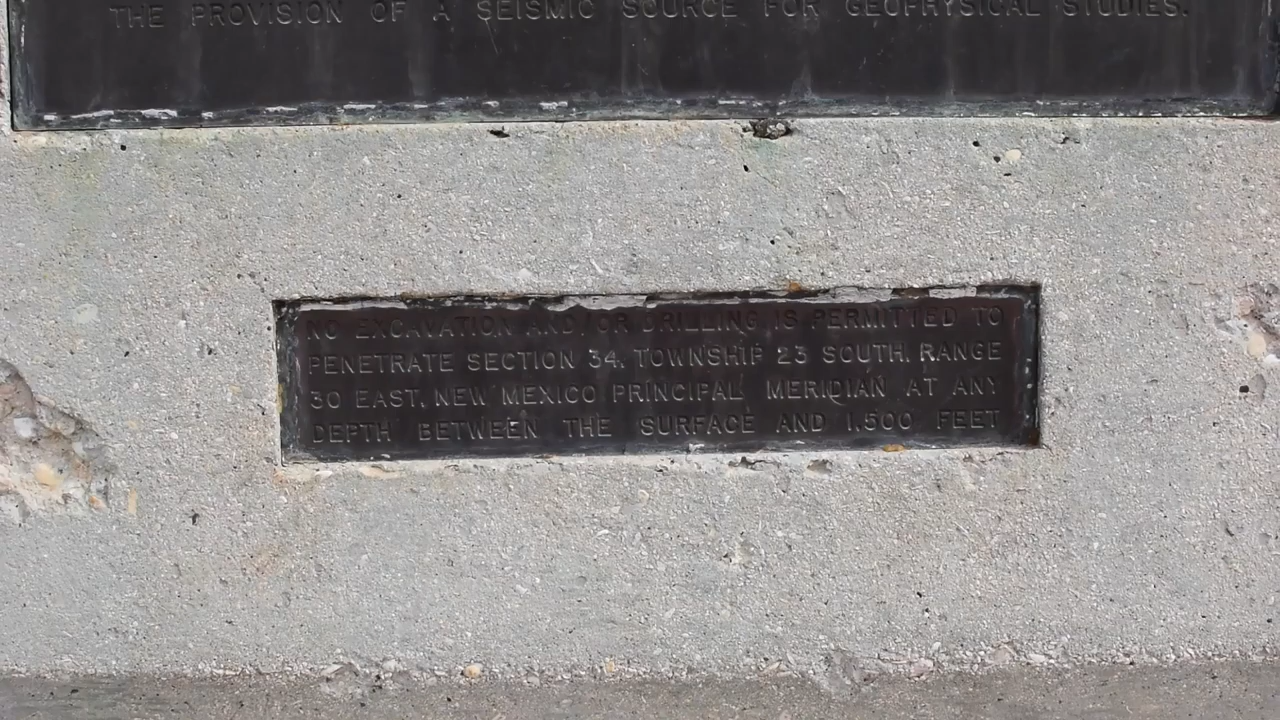 THE PROVISION OF A SEISMIC SOURCE FOR GEOPHYSICAL STUDIES.
NO EXCAVATION AND/OR DRILLING IS PERMITTED TO
PENETRATE SECTION 34, TOWNSHIP 23 SOUTH, RANGE
30 EAST, NEW MEXICO PRINCIPAL MERIDIAN AT ANY
DEPTH BETWEEN THE SURFACE AND 1,500 FEET